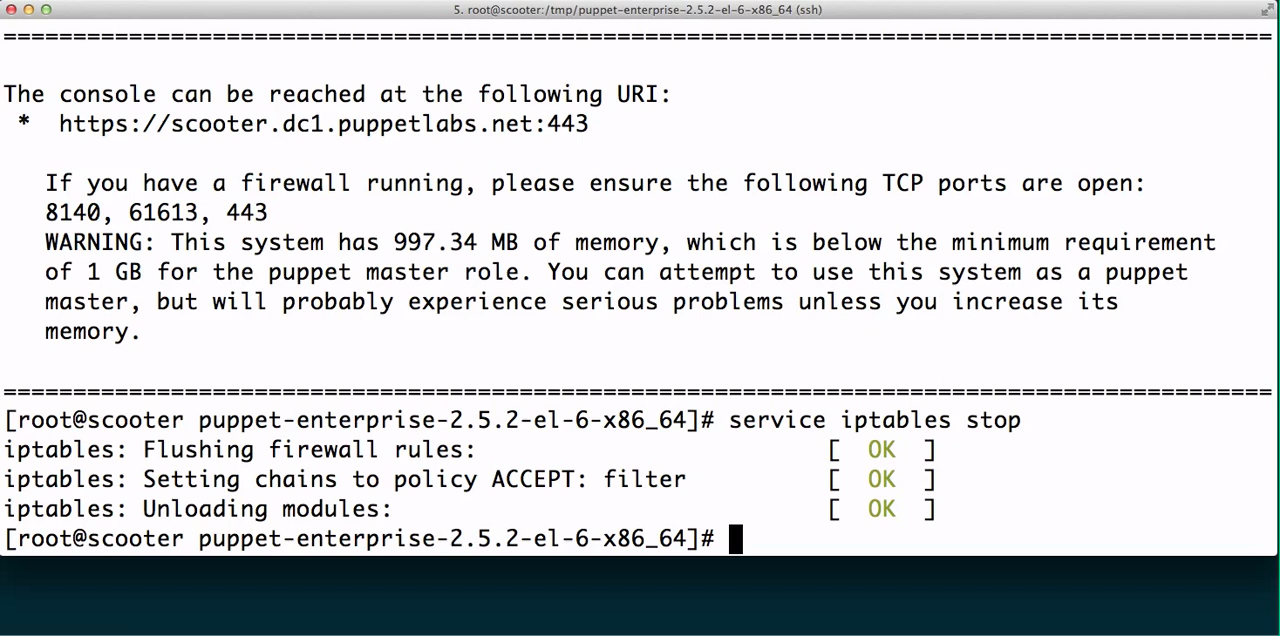 5. root@scooter:/tmp/puppet-enterprise-2.5.2-el-6-x86_64 (ssh)
================================================================================
The console can be reached at the following URI:
* https://scooter.dc1.puppetlabs.net:443
If you have a firewall running, please ensure the following TCP ports are open:
8140, 61613, 443
WARNING: This system has 997.34 MB of memory, which is below the minimum requirement
of 1 GB for the puppet master role. You can attempt to use this system as a puppet
master, but will probably experience serious problems unless you increase its
memory.
================================================================================
[root@scooter puppet-enterprise-2.5.2-el-6-x86_64]# service iptables stop
iptables: Flushing firewall rules: [ OK ]
iptables: Setting chains to policy ACCEPT: filter [ OK ]
iptables: Unloading modules: [ OK ]
[root@scooter puppet-enterprise-2.5.2-el-6-x86_64]#